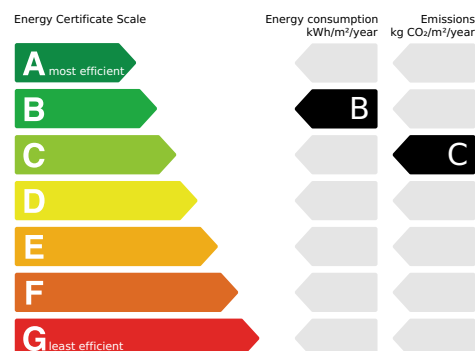 Energy Certificate Scale
Energy consumption
kWh/m²/year
Emissions
kg CO₂/m²/year
A most efficient
B
B
C
C
D
E
F
G least efficient